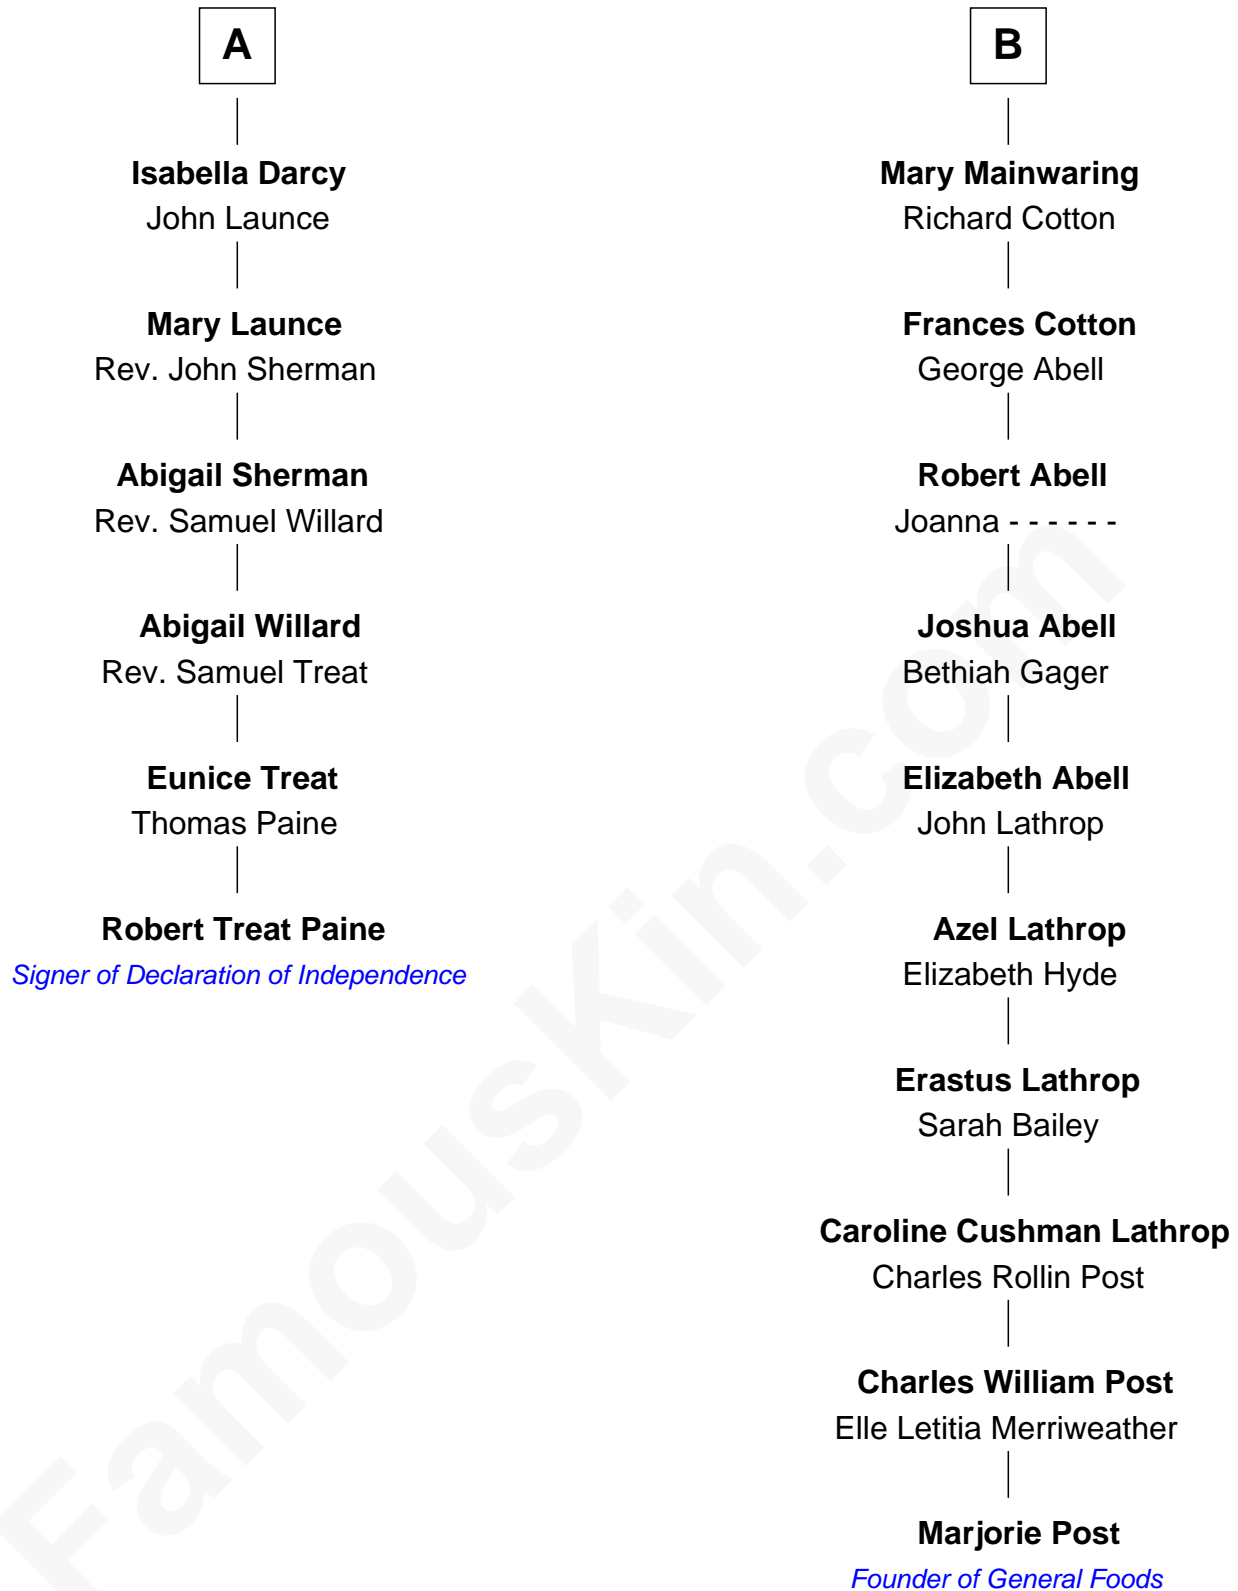 A
Isabella Darcy
John Launce
Mary Launce
Rev. John Sherman
Abigail Sherman
Rev. Samuel Willard
Abigail Willard
Rev. Samuel Treat
Eunice Treat
Thomas Paine
Robert Treat Paine
Signer of Declaration of Independence
B
Mary Mainwaring
Richard Cotton
Frances Cotton
George Abell
Robert Abell
Joanna - - - - - -
Joshua Abell
Bethiah Gager
Elizabeth Abell
John Lathrop
Azel Lathrop
Elizabeth Hyde
Erastus Lathrop
Sarah Bailey
Caroline Cushman Lathrop
Charles Rollin Post
Charles William Post
Elle Letitia Merriweather
Marjorie Post
Founder of General Foods
FamousKin.com